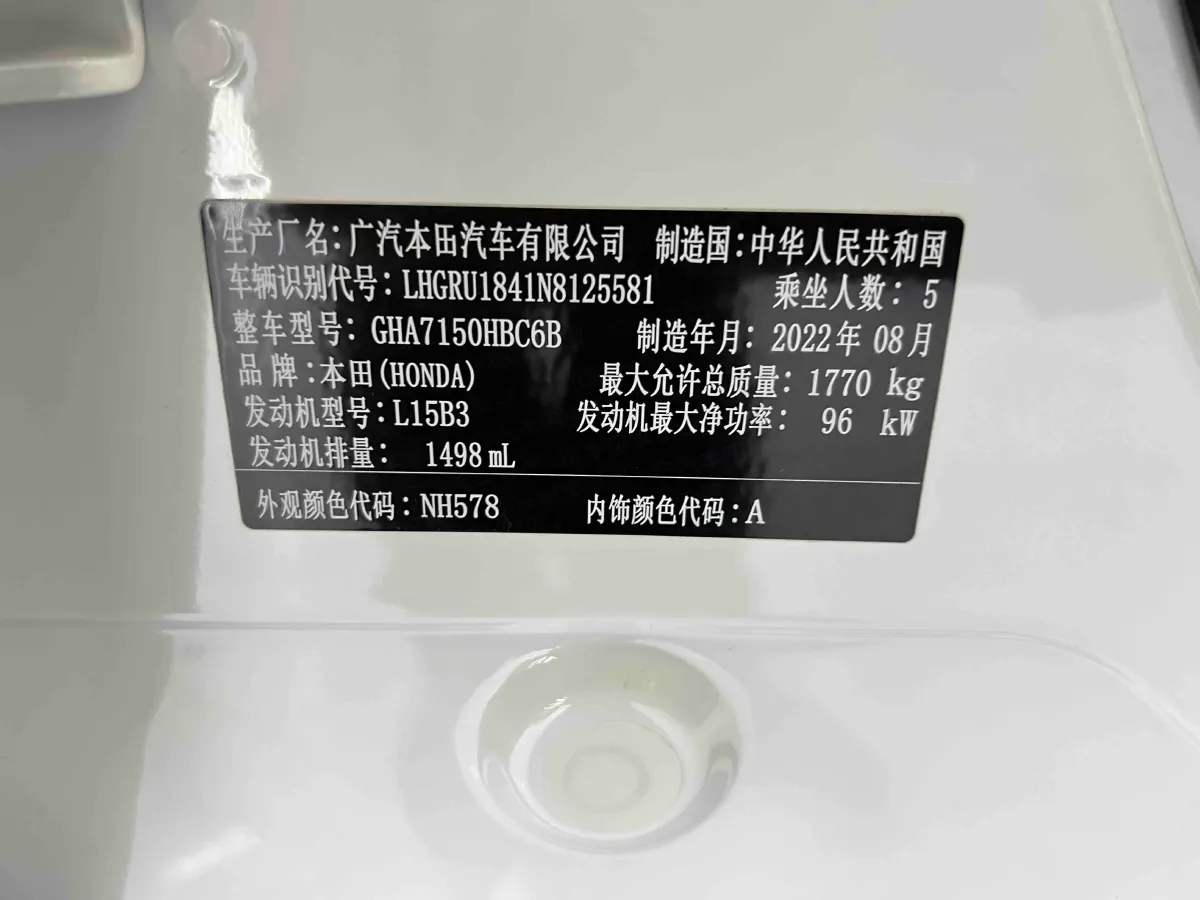 生产厂名：广汽本田汽车有限公司 制造国：中华人民共和国
车辆识别代号：LHGRU1841N8125581 乘坐人数：5
整车型号：GHA7150HBC6B 制造年月：2022年08月
品牌：本田(HONDA) 最大允许总质量：1770 kg
发动机型号：L15B3 发动机最大净功率：96 kW
发动机排量：1498 mL
外观颜色代码：NH578 内饰颜色代码：A